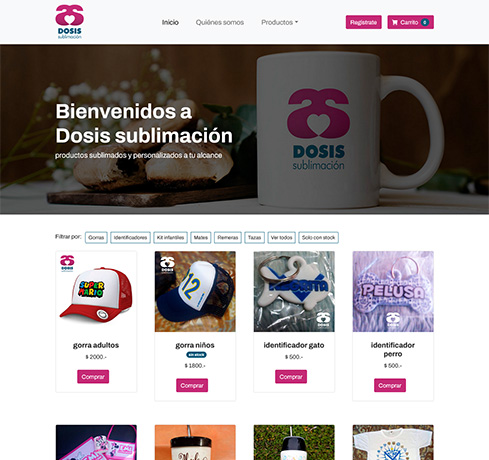 DOSIS
sublimación
Inicio
Quiénes somos
Productos
Registrate
Carrito 0
Bienvenidos a
Dosis sublimación
productos sublimados y personalizados a tu alcance
DOSIS
sublimación
Filtrar por:
Gorras
Identificadores
Kit infantiles
Mates
Remeras
Tazas
Ver todos
Solo con stock
DOSIS
SUPER
MARIO
12
PELUSO
gorra adultos
$ 2000.-
Comprar
gorra niños
$ 1800.-
Comprar
identificador gato
$ 500.-
Comprar
identificador
perro
$ 500.-
Comprar